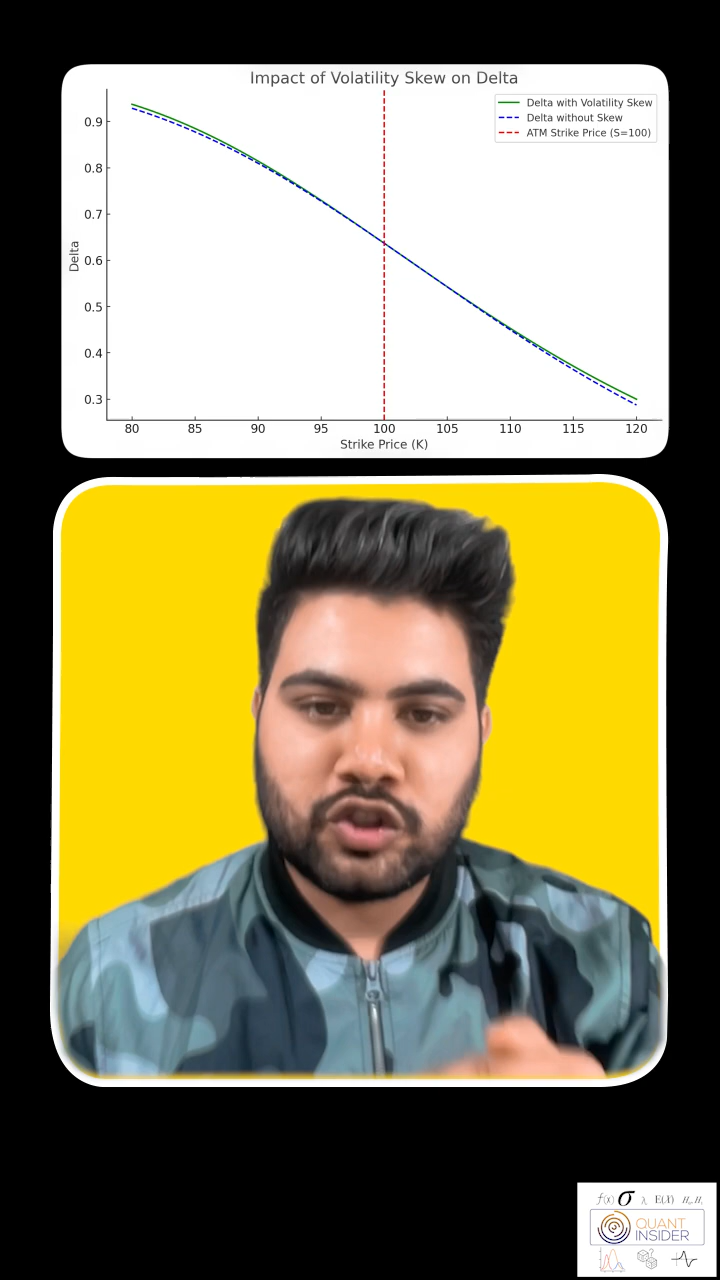 Impact of Volatility Skew on Delta
Delta with Volatility Skew
Delta without Skew
ATM Strike Price (S=100)
Delta
0.9
0.8
0.7
0.6
0.5
0.4
0.3
80 85 90 95 100 105 110 115 120
Strike Price (K)
f(x) σ λ E(X)
QUANT
INSIDER